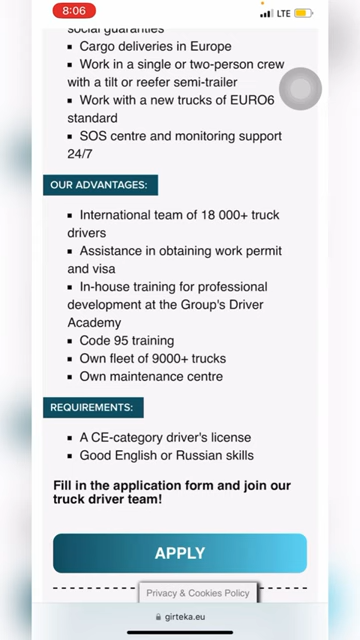 8:06
LTE
social guaranties
▪ Cargo deliveries in Europe
▪ Work in a single or two-person crew
with a tilt or reefer semi-trailer
▪ Work with a new trucks of EURO6
standard
▪ SOS centre and monitoring support
24/7
OUR ADVANTAGES:
▪ International team of 18 000+ truck
drivers
▪ Assistance in obtaining work permit
and visa
▪ In-house training for professional
development at the Group's Driver
Academy
▪ Code 95 training
▪ Own fleet of 9000+ trucks
▪ Own maintenance centre
REQUIREMENTS:
▪ A CE-category driver's license
▪ Good English or Russian skills
Fill in the application form and join our
truck driver team!
APPLY
Privacy & Cookies Policy
girteka.eu